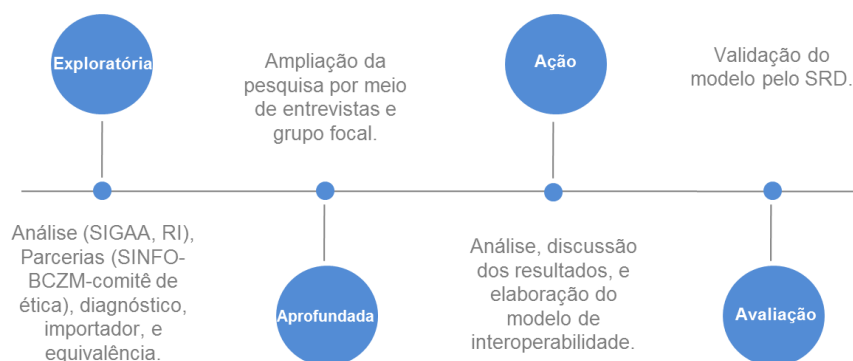 Exploratória
Análise (SIGAA, RI),
Parcerias (SINFO-
BCZM-comitê de
ética), diagnóstico,
importador, e
equivalência.
Ampliação da
pesquisa por meio
de entrevistas e
grupo focal.
Aprofundada
Ação
Análise, discussão
dos resultados, e
elaboração do
modelo de
interoperabilidade.
Validação do
modelo pelo SRD.
Avaliação